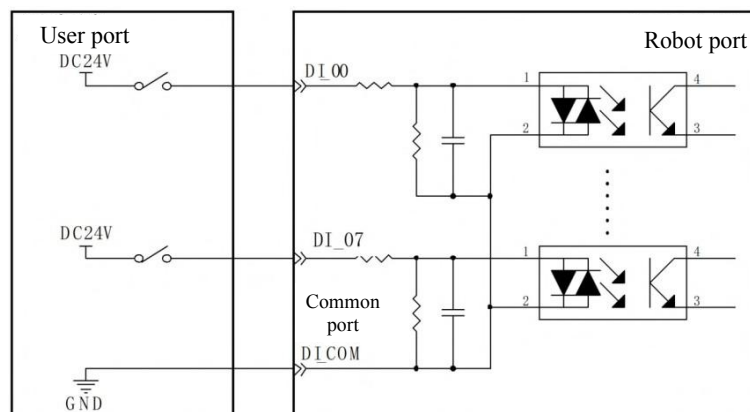 User port
Robot port
DC24V
DI_00
1
4
2
3
DC24V
DI_07
1
4
Common
port
2
3
DI_COM
GND